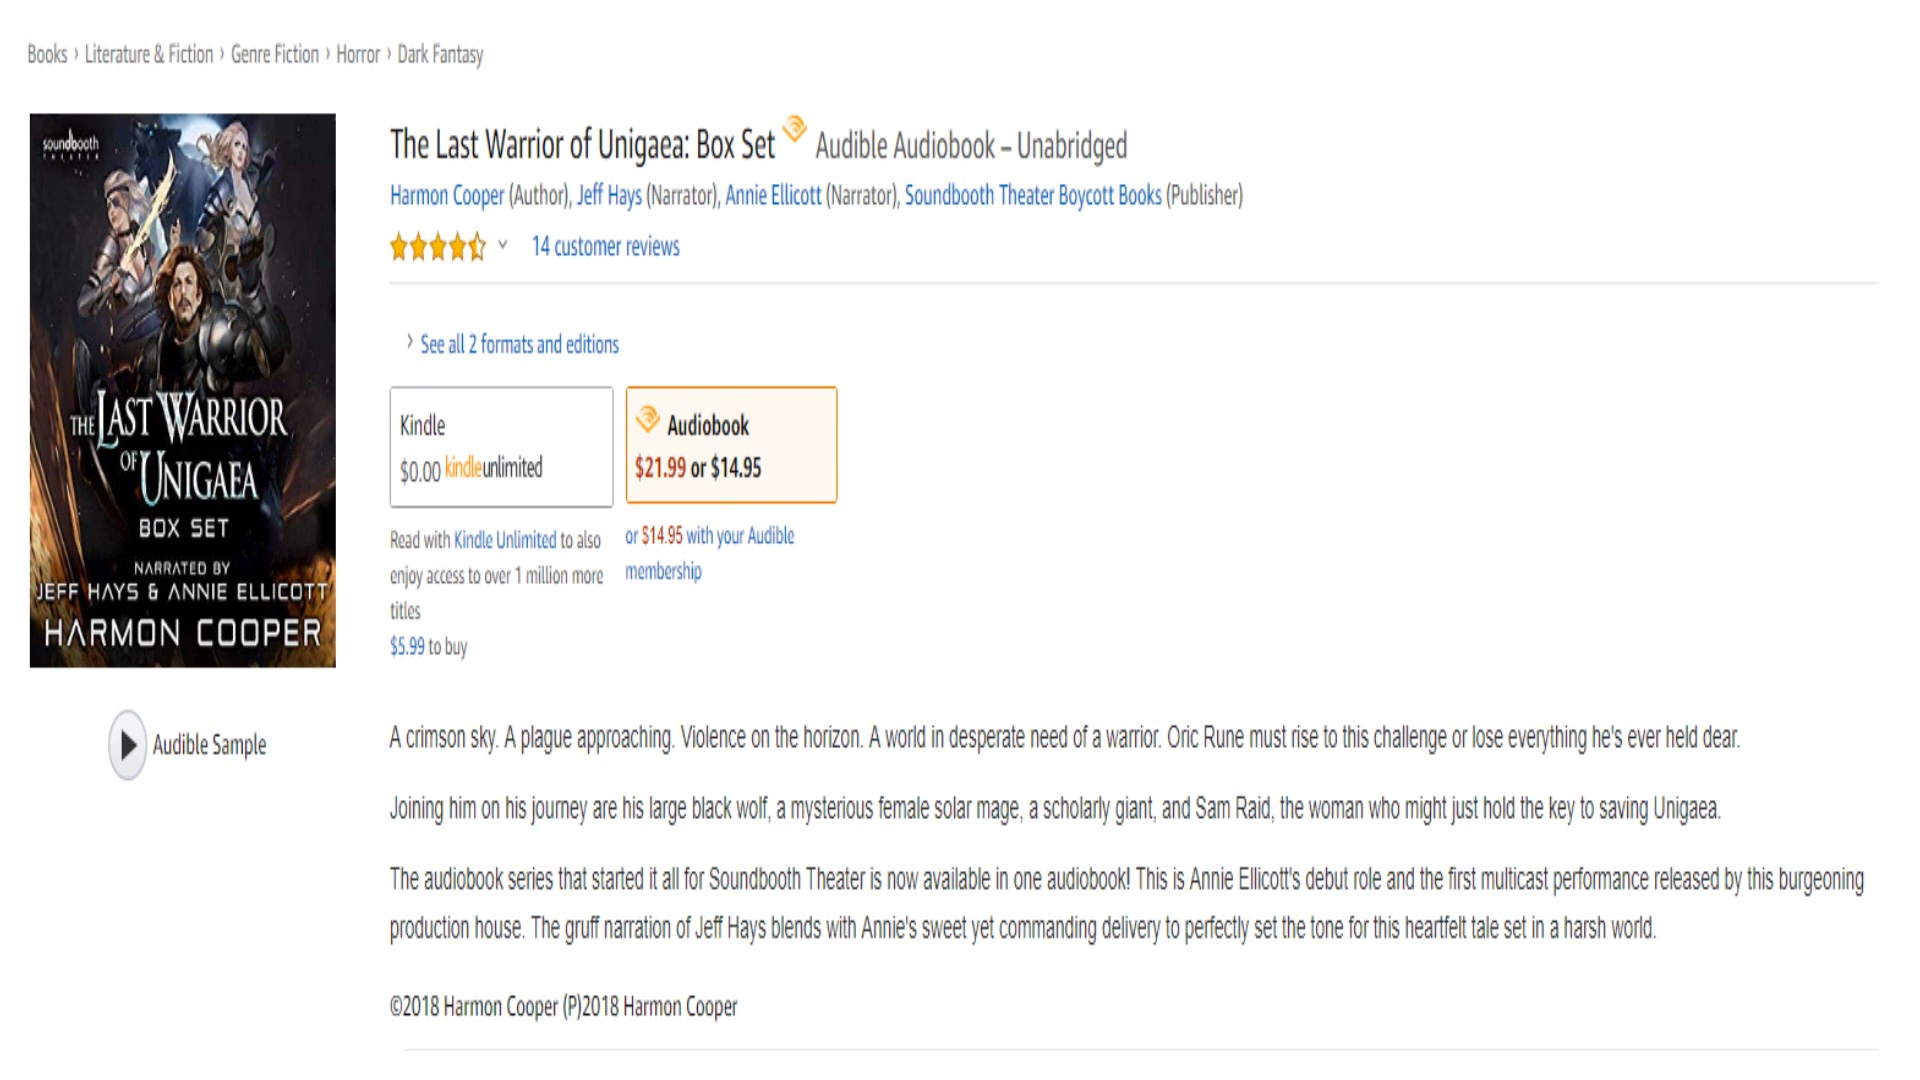 Books › Literature & Fiction › Genre Fiction › Horror › Dark Fantasy
soundbooth
THEATER
THE LAST WARRIOR
OF UNIGAEA
BOX SET
NARRATED BY
JEFF HAYS & ANNIE ELLICOTT
HARMON COOPER
Audible Sample
The Last Warrior of Unigaea: Box Set Audible Audiobook – Unabridged
Harmon Cooper (Author), Jeff Hays (Narrator), Annie Ellicott (Narrator), Soundbooth Theater Boycott Books (Publisher)
14 customer reviews
› See all 2 formats and editions
Kindle
$0.00 kindleunlimited
Read with Kindle Unlimited to also
enjoy access to over 1 million more
titles
$5.99 to buy
Audiobook
$21.99 or $14.95
or $14.95 with your Audible
membership
A crimson sky. A plague approaching. Violence on the horizon. A world in desperate need of a warrior. Oric Rune must rise to this challenge or lose everything he's ever held dear.
Joining him on his journey are his large black wolf, a mysterious female solar mage, a scholarly giant, and Sam Raid, the woman who might just hold the key to saving Unigaea.
The audiobook series that started it all for Soundbooth Theater is now available in one audiobook! This is Annie Ellicott's debut role and the first multicast performance released by this burgeoning
production house. The gruff narration of Jeff Hays blends with Annie's sweet yet commanding delivery to perfectly set the tone for this heartfelt tale set in a harsh world.
©2018 Harmon Cooper (P)2018 Harmon Cooper